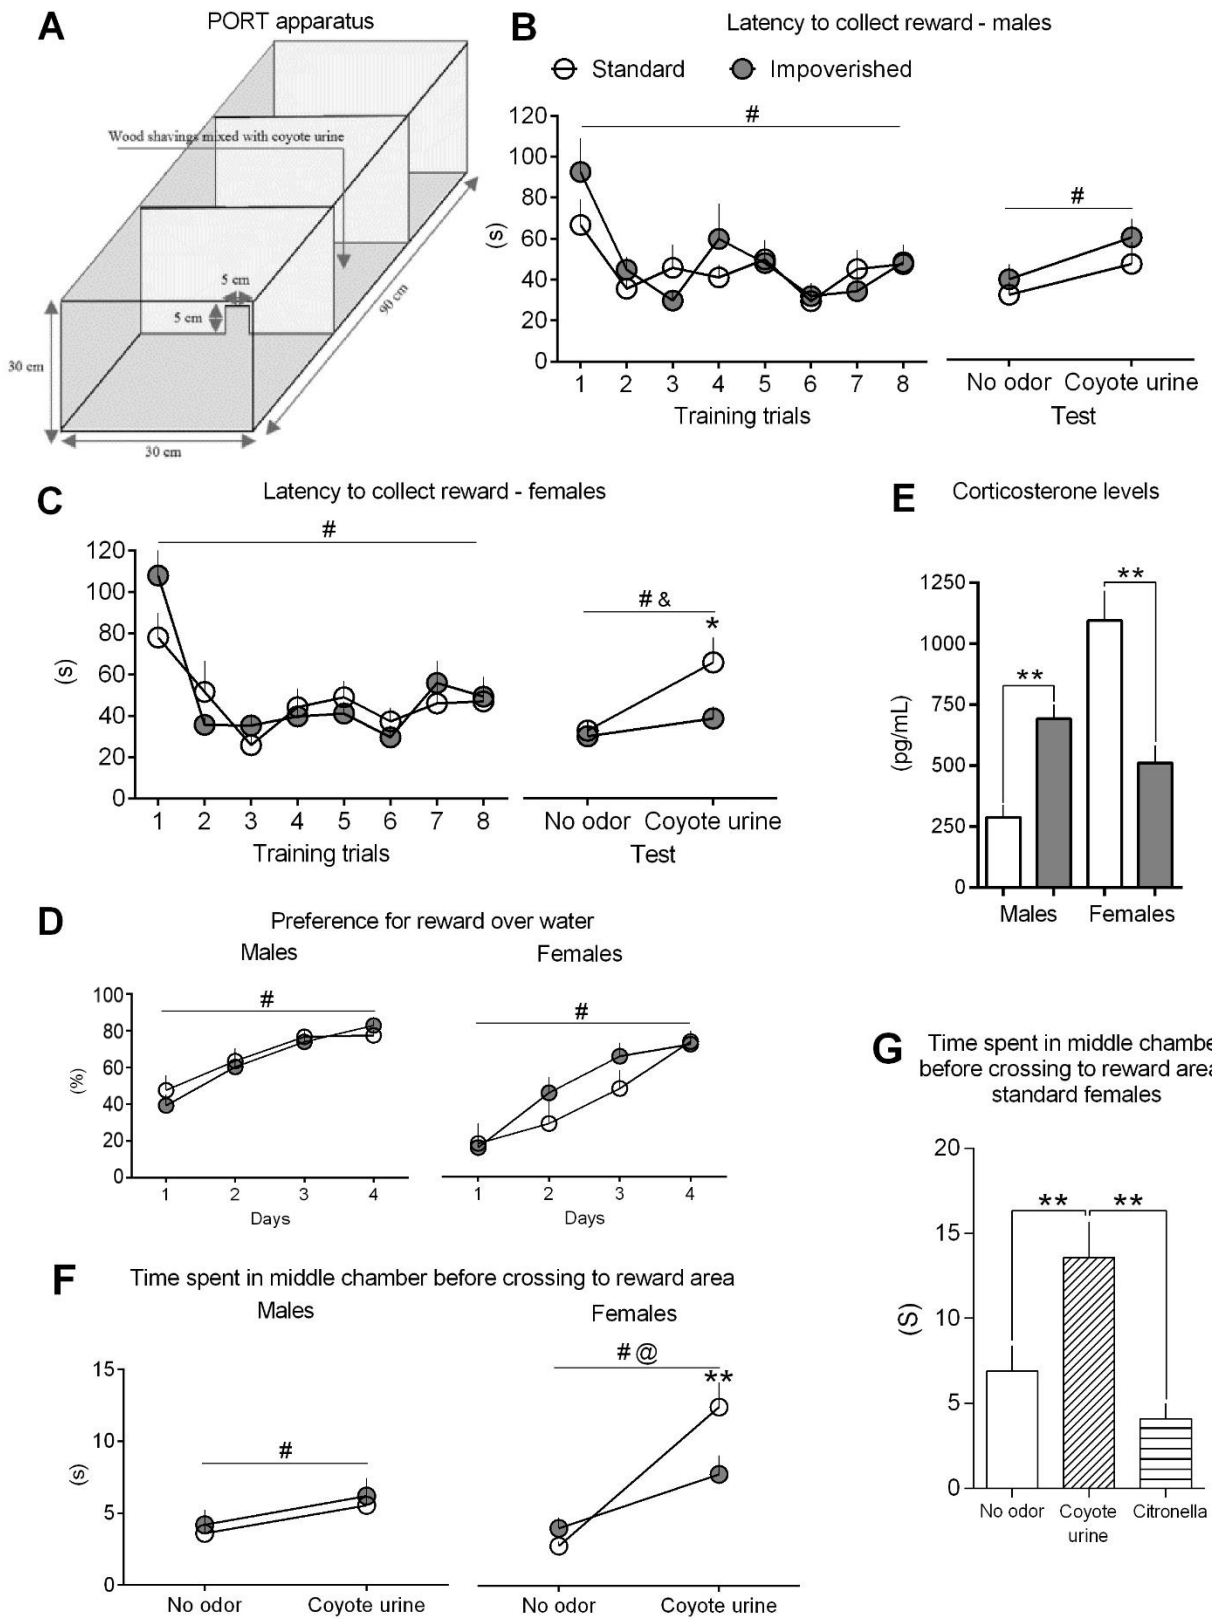 A
PORT apparatus
Wood shavings mixed with coyote urine
5 cm
5 cm
30 cm
30 cm
90 cm
B
Latency to collect reward - males
Standard
Impoverished
#
#
120
100
80
60
40
20
0
(s)
1 2 3 4 5 6 7 8
Training trials
No odor Coyote urine
Test
C
Latency to collect reward - females
#
# &
*
120
100
80
60
40
20
0
(s)
1 2 3 4 5 6 7 8
Training trials
No odor Coyote urine
Test
E
Corticosterone levels
**
**
1250
1000
750
500
250
0
(pg/mL)
Males Females
D
Preference for reward over water
Males Females
#
#
100
80
60
40
20
0
(%)
1 2 3 4
Days
1 2 3 4
Days
F
Time spent in middle chamber before crossing to reward area
Males Females
#
# @
**
15
10
5
0
(s)
No odor Coyote urine
No odor Coyote urine
G
Time spent in middle chambe
before crossing to reward area
standard females
** **
20
15
10
5
0
(S)
No odor Coyote urine Citronella